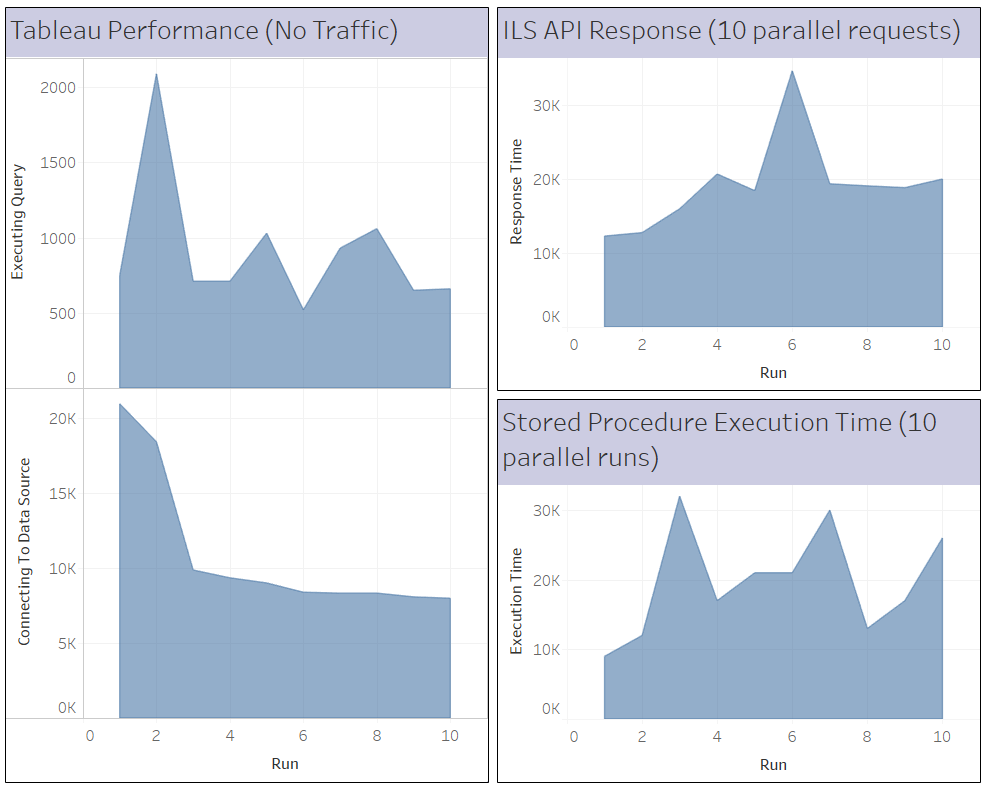 Tableau Performance (No Traffic)
2000
1500
1000
500
0
Executing Query
20K
15K
10K
5K
0K
Connecting To Data Source
0 2 4 6 8 10
Run
ILS API Response (10 parallel requests)
30K
20K
10K
0K
Response Time
0 2 4 6 8 10
Run
Stored Procedure Execution Time (10
parallel runs)
30K
20K
10K
0K
Execution Time
0 2 4 6 8 10
Run